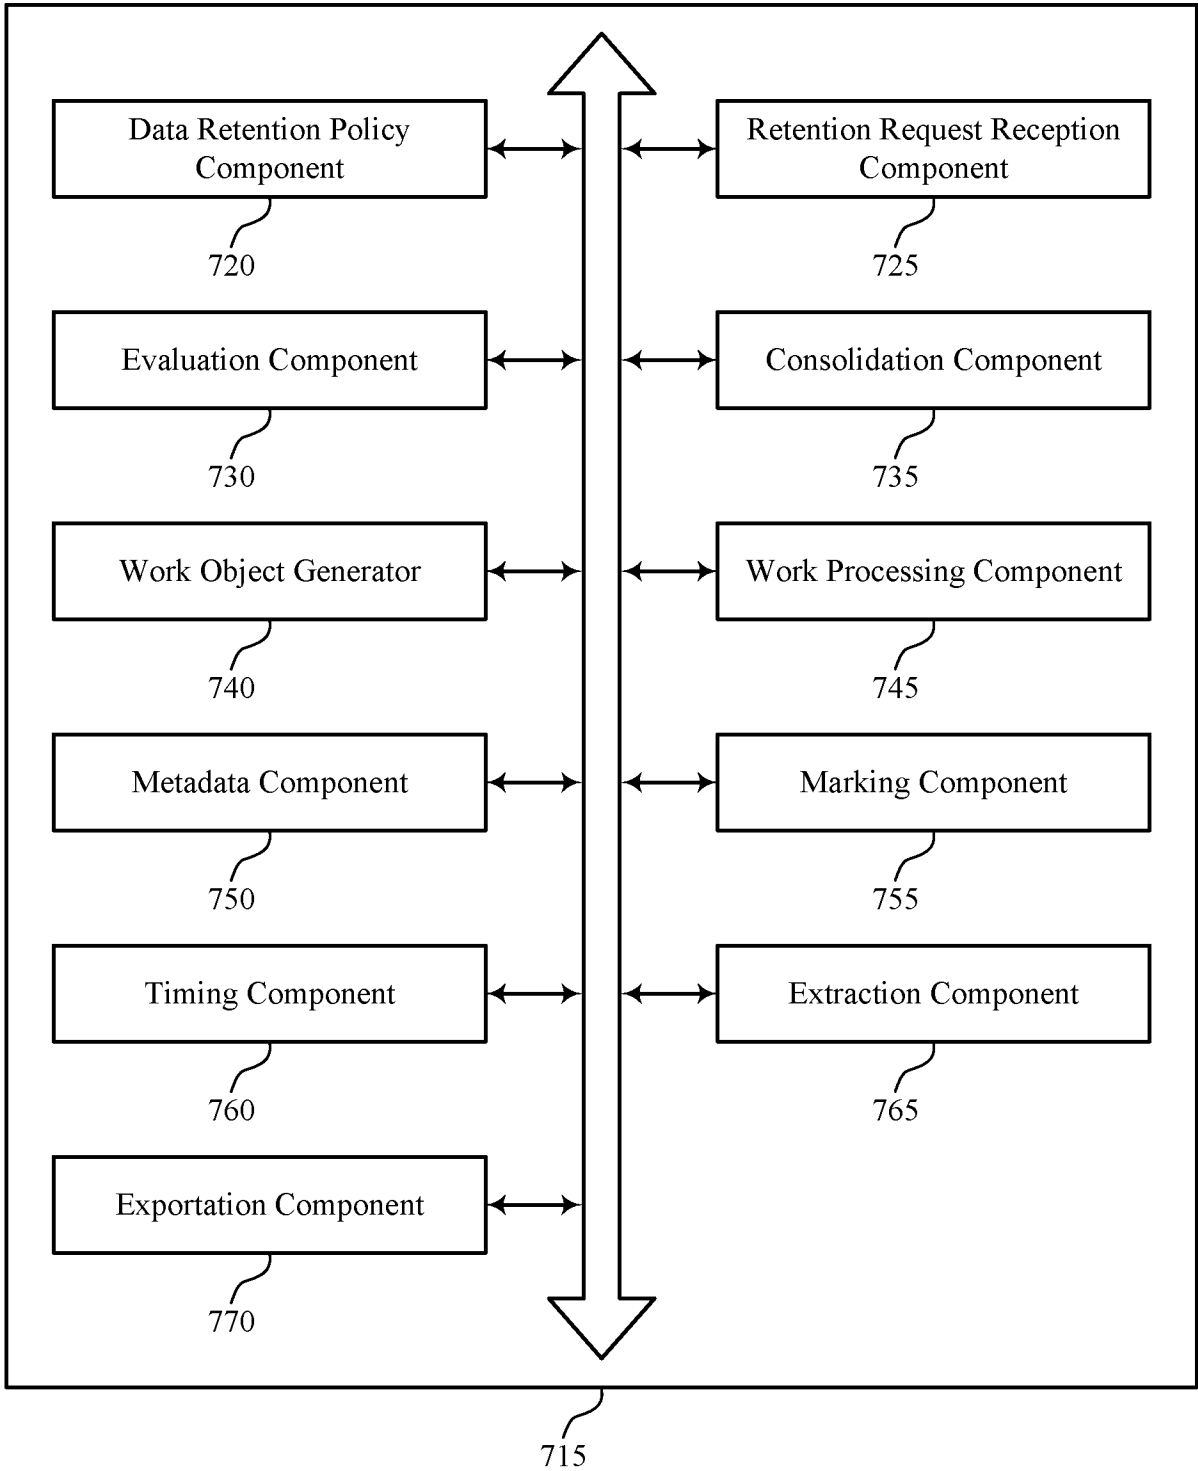 Data Retention Policy
Component
720
Retention Request Reception
Component
725
Evaluation Component
730
Consolidation Component
735
Work Object Generator
740
Work Processing Component
745
Metadata Component
750
Marking Component
755
Timing Component
760
Extraction Component
765
Exportation Component
770
715